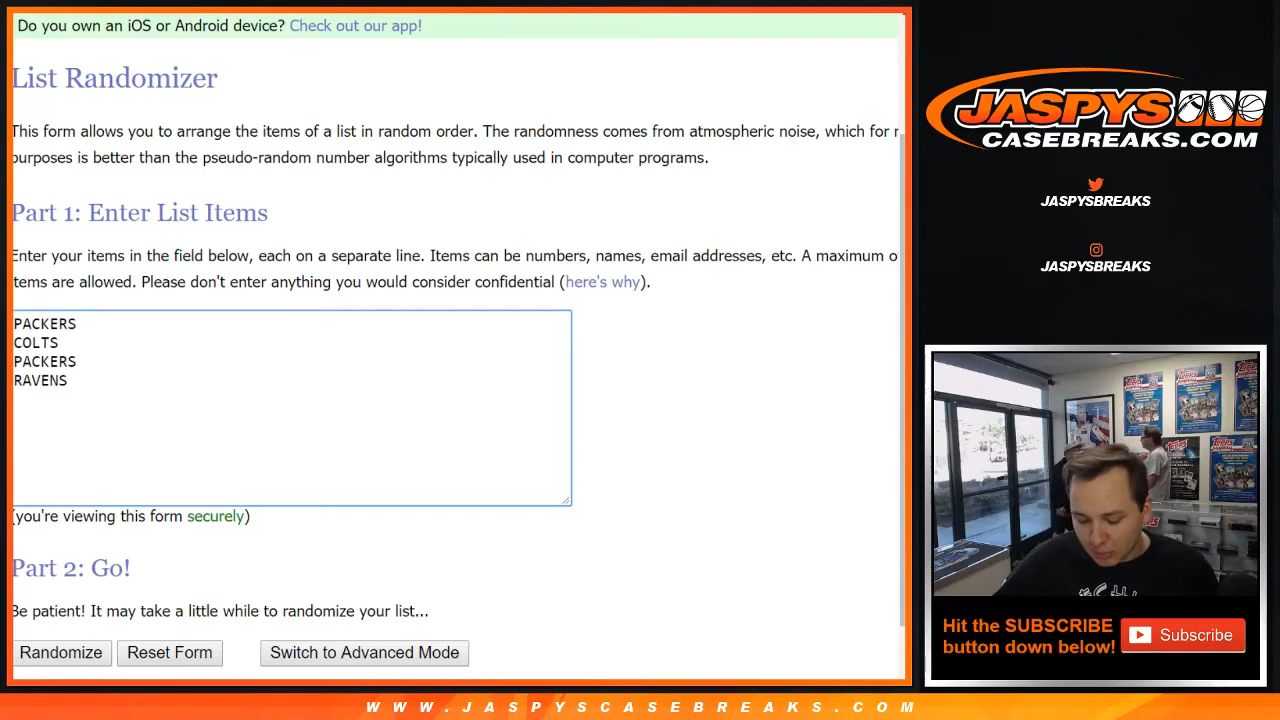 Do you own an iOS or Android device? Check out our app!
List Randomizer
This form allows you to arrange the items of a list in random order. The randomness comes from atmospheric noise, which for
purposes is better than the pseudo-random number algorithms typically used in computer programs.
Part 1: Enter List Items
Enter your items in the field below, each on a separate line. Items can be numbers, names, email addresses, etc. A maximum
items are allowed. Please don't enter anything you would consider confidential (here's why).
PACKERS
COLTS
PACKERS
RAVENS
(you're viewing this form securely)
Part 2: Go!
Be patient! It may take a little while to randomize your list...
Randomize
Reset Form
Switch to Advanced Mode
JASPYS
CASEBREAKS.COM
JASPYSBREAKS
JASPYSBREAKS
Topps
Topps
Topps
Hit the SUBSCRIBE
button down below!
Subscribe
WWW.JASPYSCASEBREAKS.COM